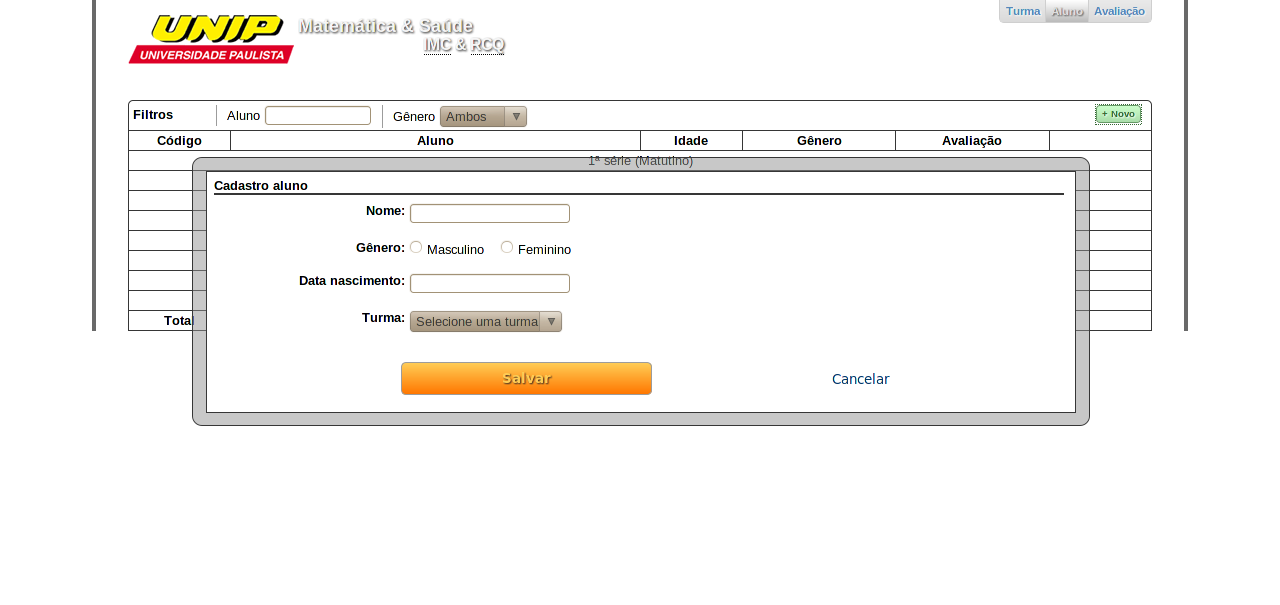 UNIP
UNIVERSIDADE PAULISTA
Matemática & Saúde
IMC & RCQ
Turma Aluno Avaliação
Filtros Aluno Gênero Ambos + Novo
Código Aluno Idade Gênero Avaliação
1ª série (Matutino)
Cadastro aluno
Nome:
Gênero: Masculino Feminino
Data nascimento:
Turma: Selecione uma turma
Total
Salvar Cancelar